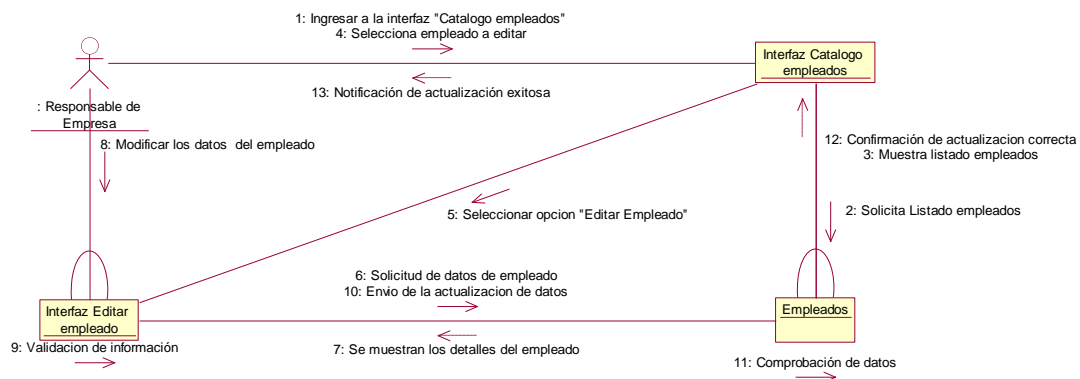 1: Ingresar a la interfaz "Catalogo empleados"
4: Selecciona empleado a editar
Interfaz Catalogo
empleados
13: Notificación de actualización exitosa
: Responsable de
Empresa
8: Modificar los datos  del empleado
12: Confirmación de actualizacion correcta
3: Muestra listado empleados
5: Seleccionar opcion "Editar Empleado"
2: Solicita Listado empleados
6: Solicitud de datos de empleado
10: Envio de la actualizacion de datos
Interfaz Editar
empleado
Empleados
9: Validacion de información
7: Se muestran los detalles del empleado
11: Comprobación de datos